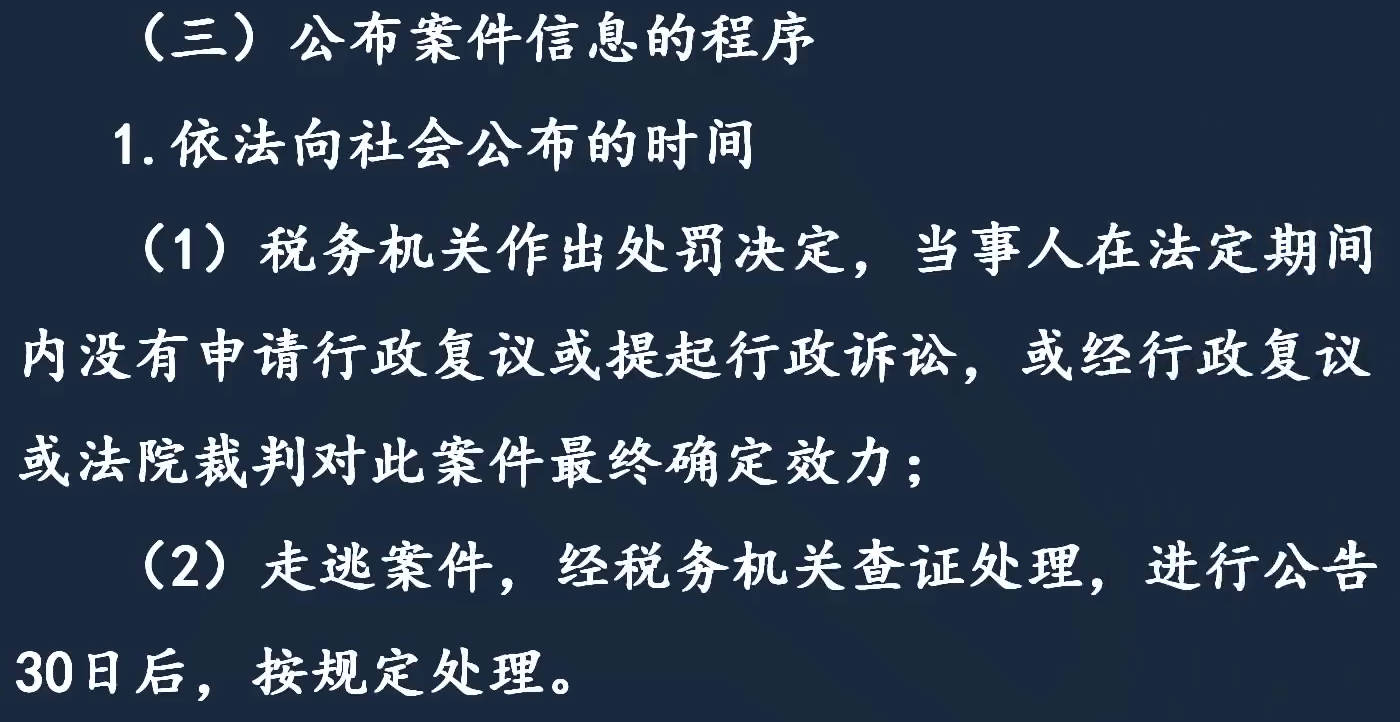 （三）公布案件信息的程序
1.依法向社会公布的时间
（1）税务机关作出处罚决定，当事人在法定期间
内没有申请行政复议或提起行政诉讼，或经行政复议
或法院裁判对此案件最终确定效力；
（2）走逃案件，经税务机关查证处理，进行公告
30日后，按规定处理。